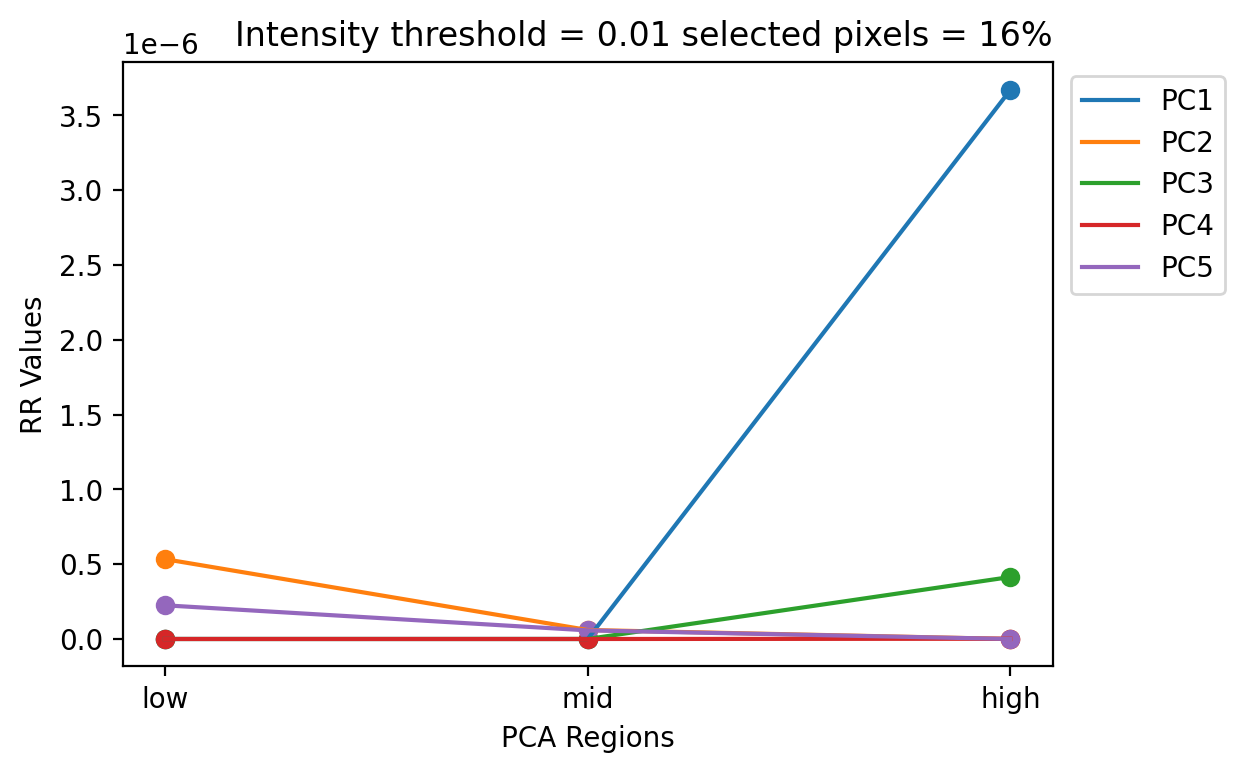 Intensity threshold = 0.01 selected pixels = 16%
1e−6
3.5
3.0
2.5
2.0
1.5
1.0
0.5
0.0
RR Values
low mid high
PCA Regions
PC1
PC2
PC3
PC4
PC5